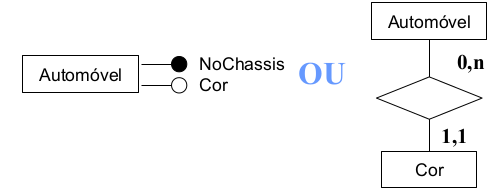 Automóvel
NoChassis
Cor
OU
Automóvel
0,n
1,1
Cor